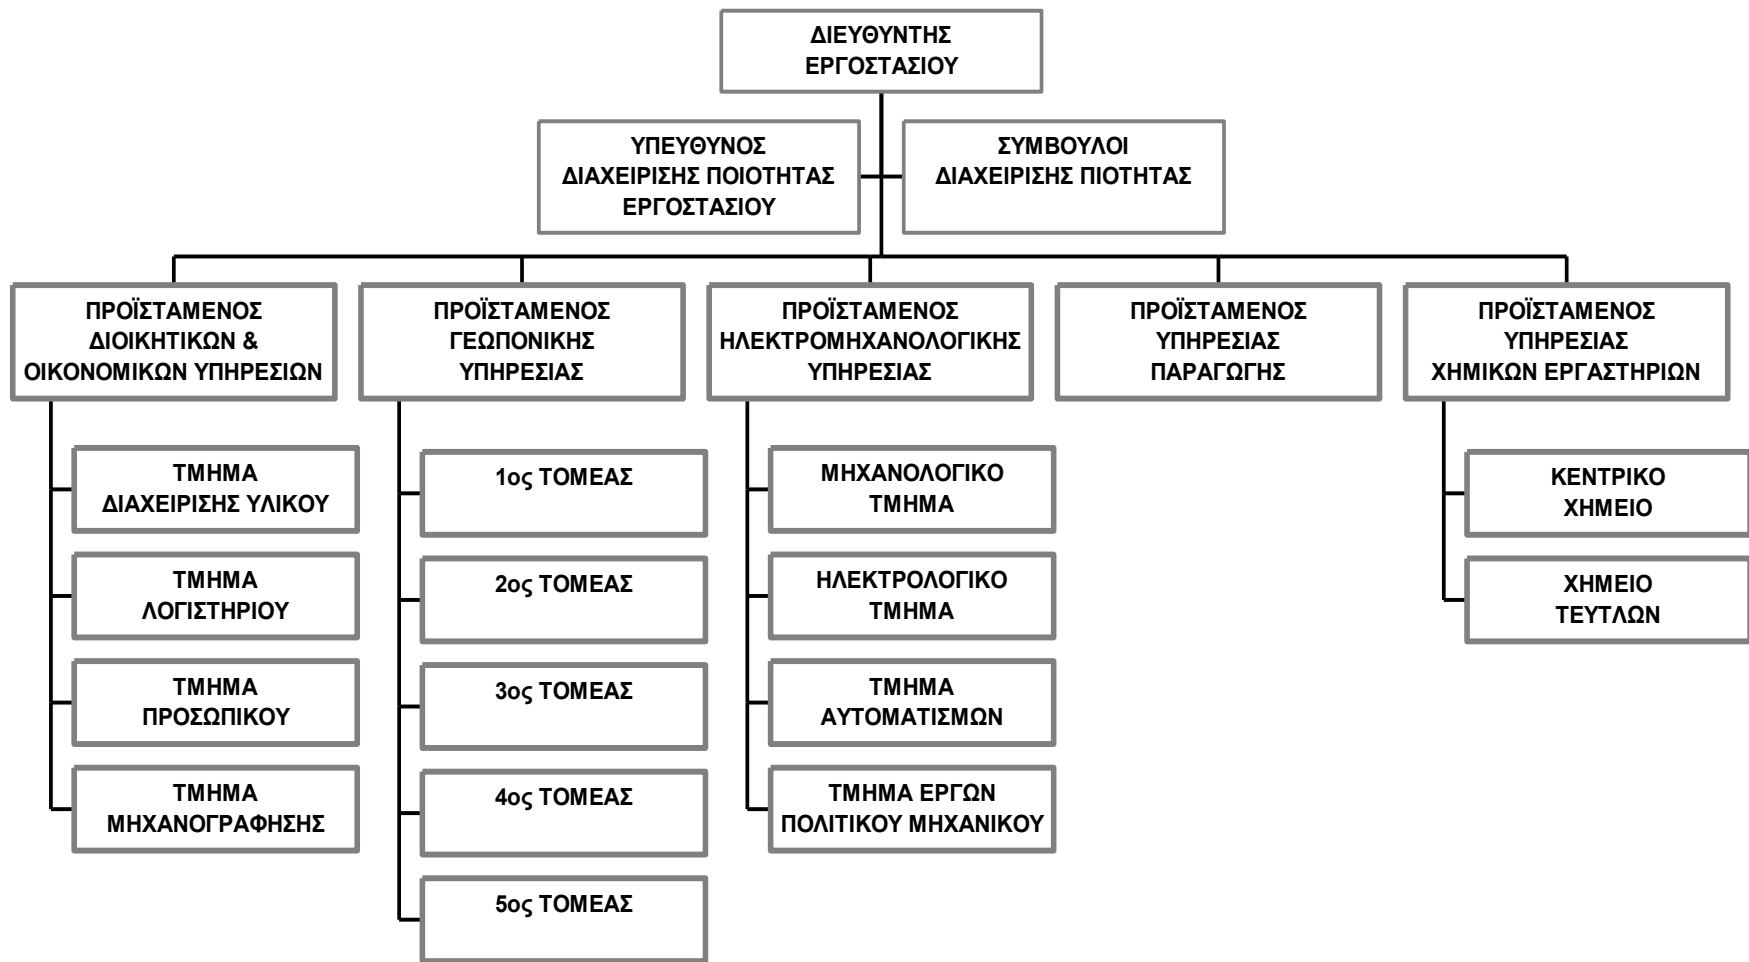 ΔΙΕΥΘΥΝΤΗΣ
ΕΡΓΟΣΤΑΣΙΟΥ
ΥΠΕΥΘΥΝΟΣ
ΔΙΑΧΕΙΡΙΣΗΣ ΠΟΙΟΤΗΤΑΣ
ΕΡΓΟΣΤΑΣΙΟΥ
ΣΥΜΒΟΥΛΟΙ
ΔΙΑΧΕΙΡΙΣΗΣ ΠΙΟΤΗΤΑΣ
ΠΡΟΪΣΤΑΜΕΝΟΣ
ΔΙΟΙΚΗΤΙΚΩΝ &
ΟΙΚΟΝΟΜΙΚΩΝ ΥΠΗΡΕΣΙΩΝ
ΠΡΟΪΣΤΑΜΕΝΟΣ
ΓΕΩΠΟΝΙΚΗΣ
ΥΠΗΡΕΣΙΑΣ
ΠΡΟΪΣΤΑΜΕΝΟΣ
ΗΛΕΚΤΡΟΜΗΧΑΝΟΛΟΓΙΚΗΣ
ΥΠΗΡΕΣΙΑΣ
ΠΡΟΪΣΤΑΜΕΝΟΣ
ΥΠΗΡΕΣΙΑΣ
ΠΑΡΑΓΩΓΗΣ
ΠΡΟΪΣΤΑΜΕΝΟΣ
ΥΠΗΡΕΣΙΑΣ
ΧΗΜΙΚΩΝ ΕΡΓΑΣΤΗΡΙΩΝ
ΤΜΗΜΑ
ΔΙΑΧΕΙΡΙΣΗΣ ΥΛΙΚΟΥ
ΤΜΗΜΑ
ΛΟΓΙΣΤΗΡΙΟΥ
ΤΜΗΜΑ
ΠΡΟΣΩΠΙΚΟΥ
ΤΜΗΜΑ
ΜΗΧΑΝΟΓΡΑΦΗΣΗΣ
1ος ΤΟΜΕΑΣ
2ος ΤΟΜΕΑΣ
3ος ΤΟΜΕΑΣ
4ος ΤΟΜΕΑΣ
5ος ΤΟΜΕΑΣ
ΜΗΧΑΝΟΛΟΓΙΚΟ
ΤΜΗΜΑ
ΗΛΕΚΤΡΟΛΟΓΙΚΟ
ΤΜΗΜΑ
ΤΜΗΜΑ
ΑΥΤΟΜΑΤΙΣΜΩΝ
ΤΜΗΜΑ ΕΡΓΩΝ
ΠΟΛΙΤΙΚΟΥ ΜΗΧΑΝΙΚΟΥ
ΚΕΝΤΡΙΚΟ
ΧΗΜΕΙΟ
ΧΗΜΕΙΟ
ΤΕΥΤΛΩΝ